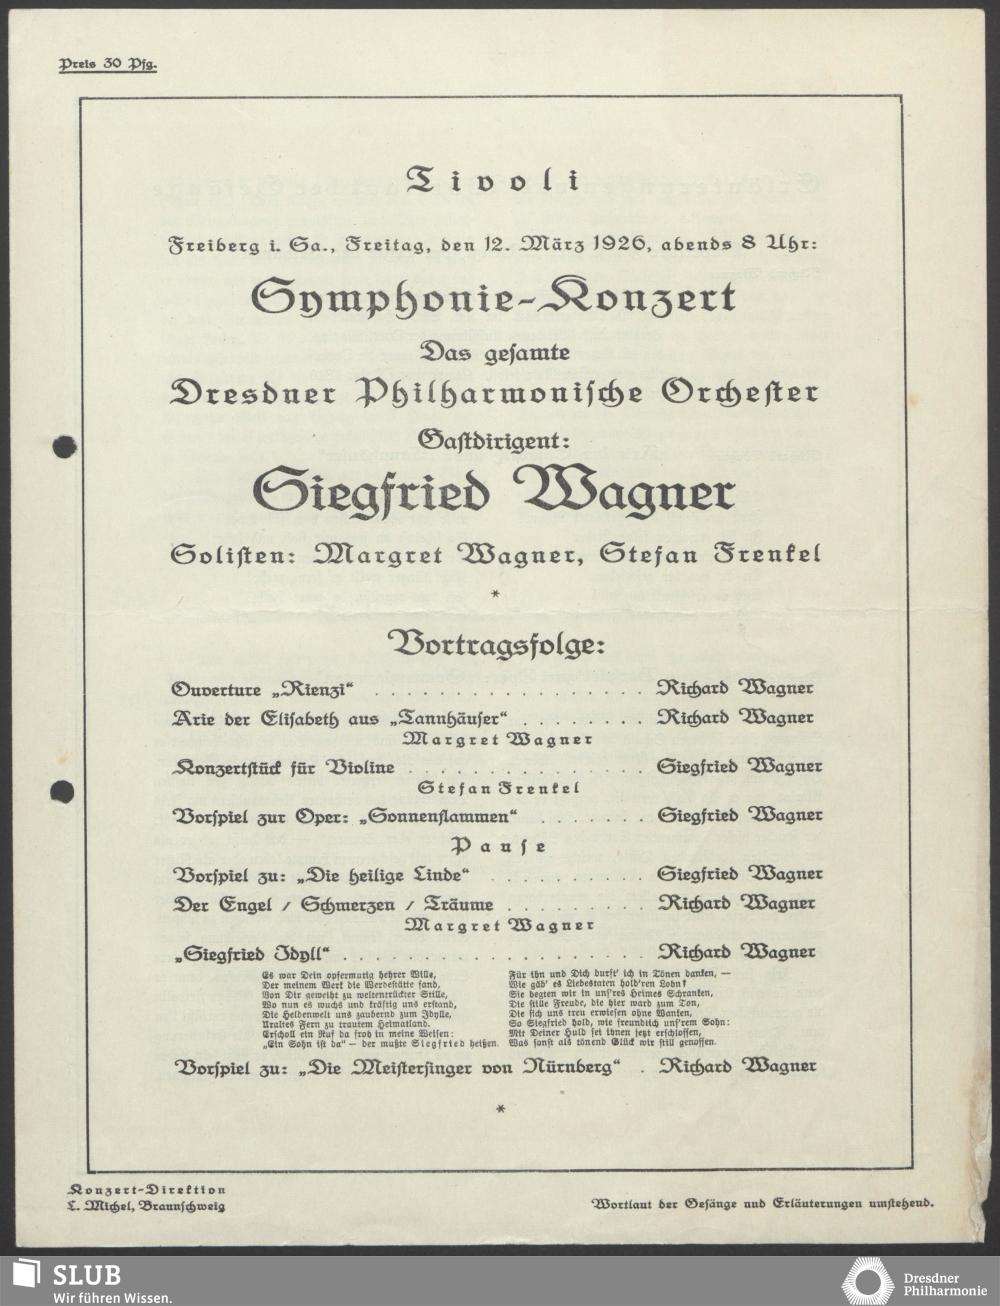 Preis 30 Pfg.
Tivoli
Freiberg i. Sa., Freitag, den 12. März 1926, abends 8 Uhr:
Symphonie-Konzert
Das gesamte
Dresdner Philharmonische Orchester
Gastdirigent:
Siegfried Wagner
Solisten: Margret Wagner, Stefan Frenkel
*
Vortragsfolge:
Ouverture „Rienzi“ . . . . . . . . . . . . . . . . . Richard Wagner
Arie der Elisabeth aus „Tannhäuser“ . . . . . . . . Richard Wagner
Margret Wagner
Konzertstück für Violine . . . . . . . . . . . . . . . Siegfried Wagner
Stefan Frenkel
Vorspiel zur Oper: „Sonnenflammen“ . . . . . . . Siegfried Wagner
Pause
Vorspiel zu: „Die heilige Linde“ . . . . . . . . . . Siegfried Wagner
Der Engel / Schmerzen / Träume . . . . . . . . . Richard Wagner
Margret Wagner
„Siegfried Idyll“ . . . . . . . . . . . . . . . . . . . Richard Wagner
Es war Dein opfermutig hehrer Wille,
Der meinem Werk die Werdestätte fand,
Von Dir geweiht zu weltentrückter Stille,
Wo nun es wuchs und kräftig uns erstand,
Die Heldenwelt uns zaubernd zum Idylle,
Uraltes Fern zu trautem Heimatland.
Erscholl ein Ruf da froh in meine Weisen:
„Ein Sohn ist da“ — der mußte Siegfried heißen.
Für ihn und Dich durft' ich in Tönen danken, —
Wie gäb' es Liebestaten hold'ren Lohn?
Sie hegten wir in uns'res Heimes Schranken,
Die stille Freude, die hier ward zum Ton,
Die sich uns treu erwiesen ohne Wanken,
So Siegfried hold, wie freundlich uns'rem Sohn:
Mit Deiner Huld sei ihnen jetzt erschlossen,
Was sonst als tönend Glück wir still genossen.
Vorspiel zu: „Die Meistersinger von Nürnberg“ . Richard Wagner
*
Konzert-Direktion
L. Michel, Braunschweig
Wortlaut der Gesänge und Erläuterungen umstehend.
SLUB
Wir führen Wissen.
Dresdner
Philharmonie